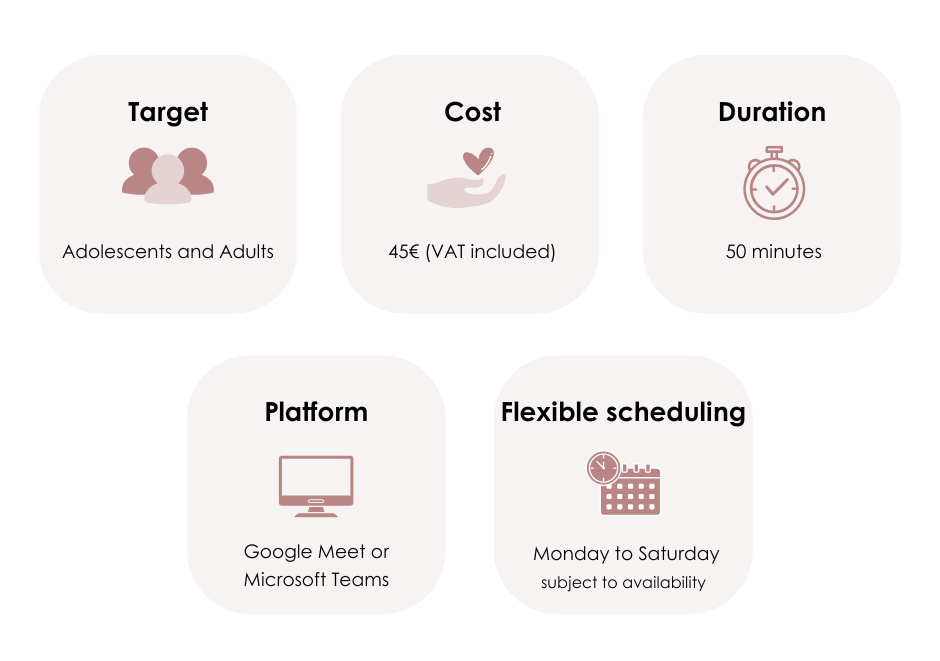 Target
Adolescents and Adults
Cost
45€ (VAT included)
Duration
50 minutes
Platform
Google Meet or
Microsoft Teams
Flexible scheduling
Monday to Saturday
subject to availability